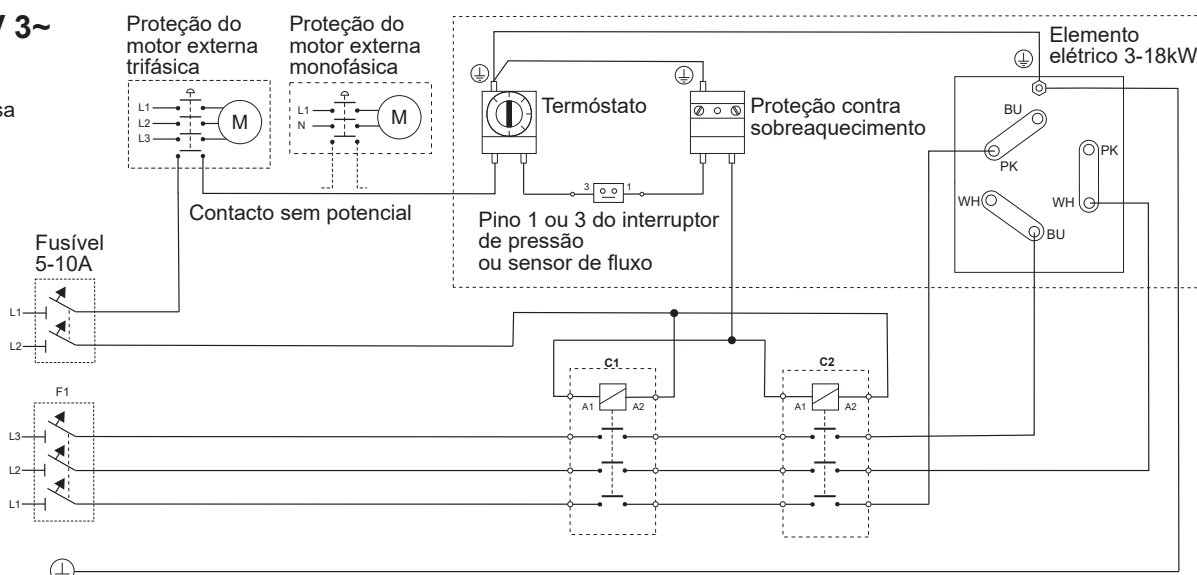 / 3~
sa
Proteção do
motor externa
trifásica
Proteção do
motor externa
monofásica
Elemento
elétrico 3-18kW
L1
L2
L3
M
L1
N
M
Termóstato
Proteção contra
sobreaquecimento
BU
PK
PK
WH
WH
BU
3
1
Contacto sem potencial
Pino 1 ou 3 do interruptor
de pressão
ou sensor de fluxo
Fusível
5-10A
L1
L2
C1
C2
A1
A2
A1
A2
F1
L3
L2
L1